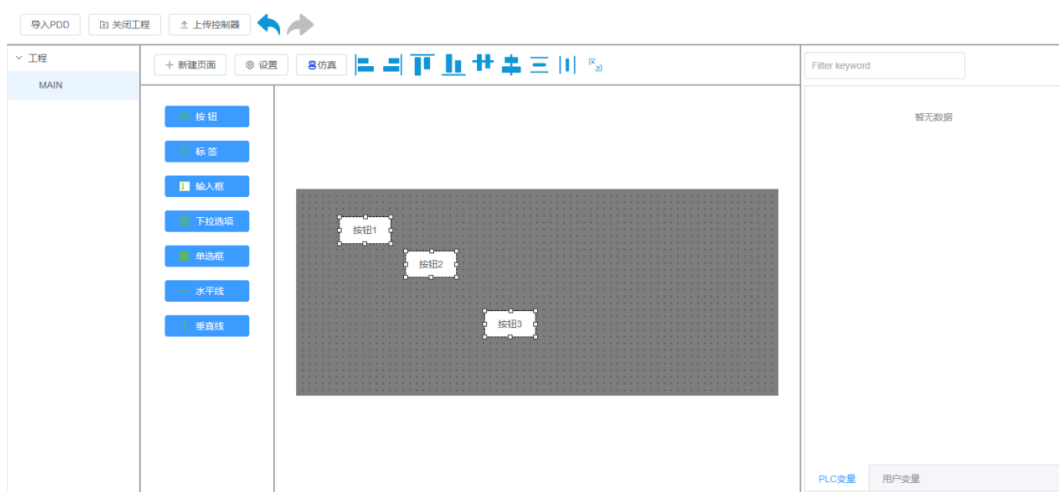 导入PDD 关闭工程 上传控制器
工程
MAIN
新建页面 设置 仿真
Filter keyword
按钮
标签
输入框
下拉选项
单选框
水平线
垂直线
按钮1
按钮2
按钮3
暂无数据
PLC变量 用户变量